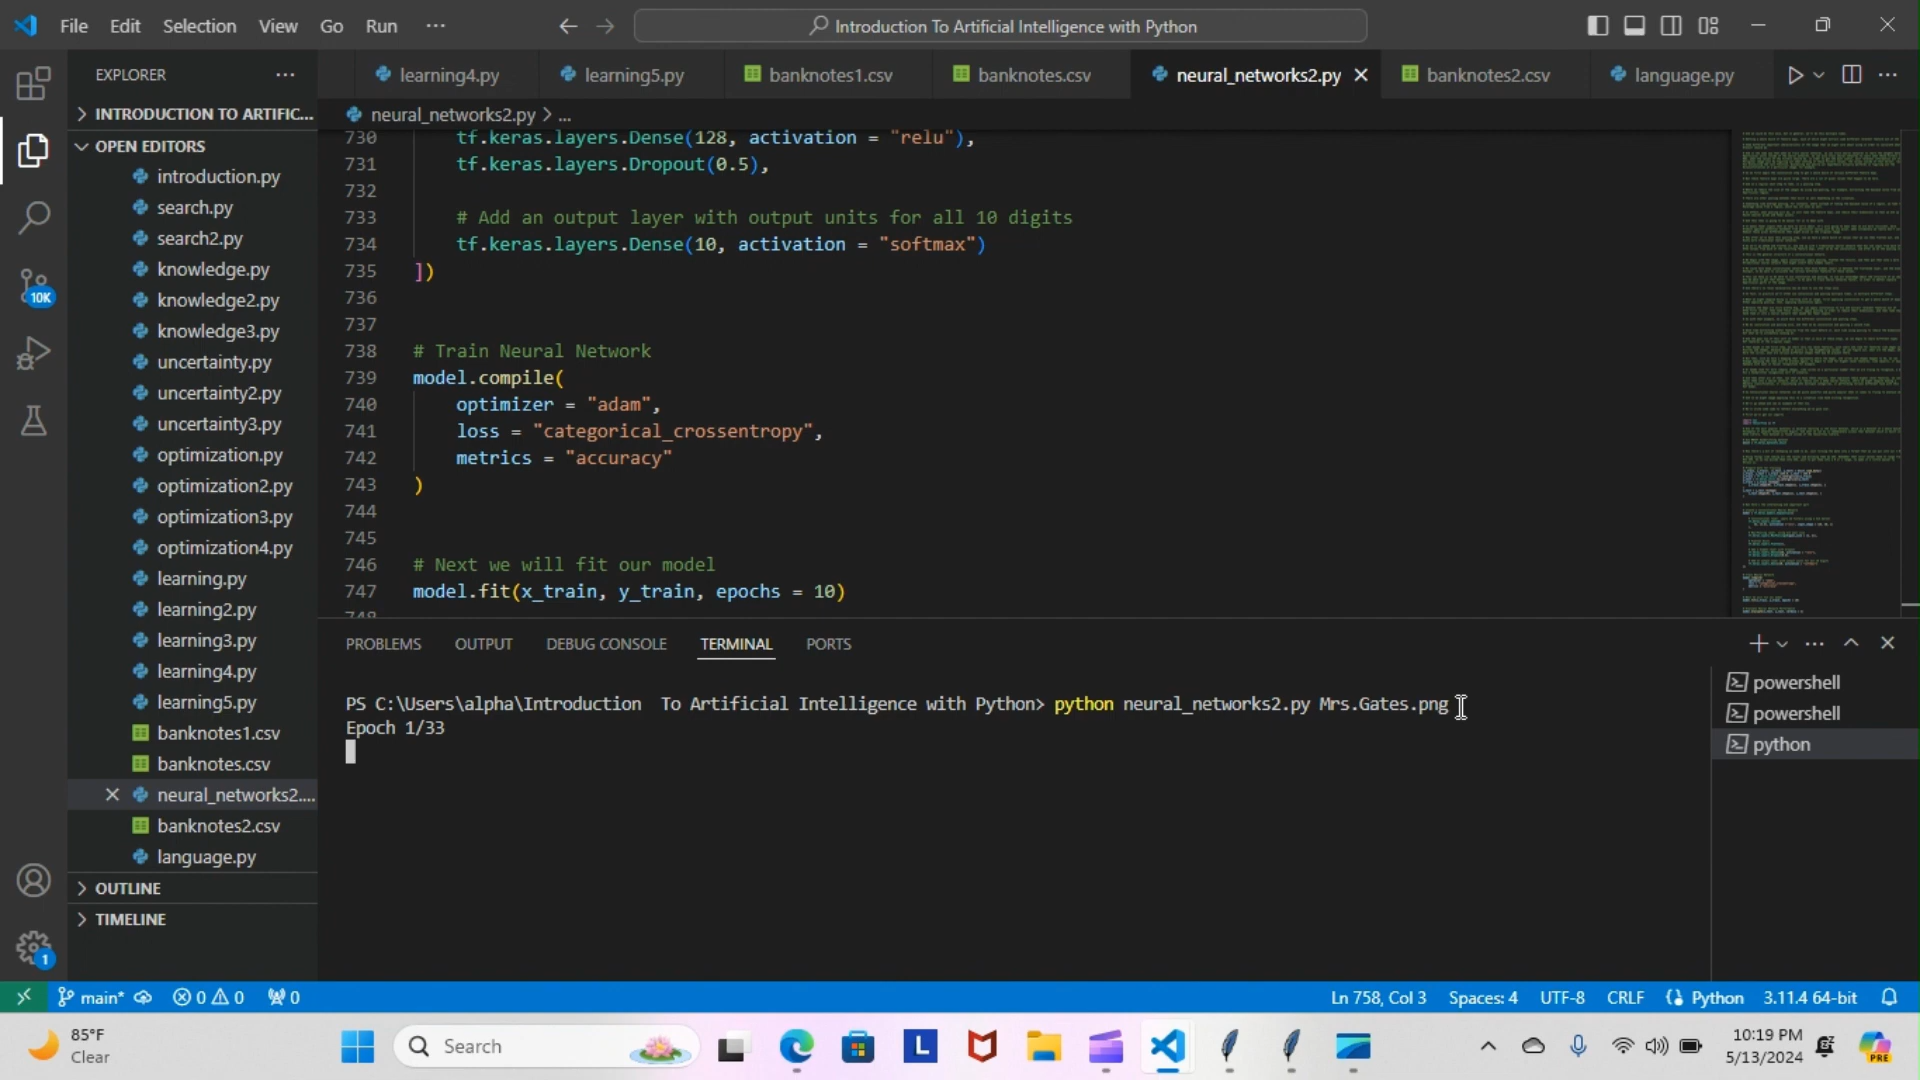 File Edit Selection View Go Run ···
Introduction To Artificial Intelligence with Python
EXPLORER
INTRODUCTION TO ARTIFIC...
OPEN EDITORS
introduction.py
search.py
search2.py
knowledge.py
knowledge2.py
knowledge3.py
uncertainty.py
uncertainty2.py
uncertainty3.py
optimization.py
optimization2.py
optimization3.py
optimization4.py
learning.py
learning2.py
learning3.py
learning4.py
learning5.py
banknotes1.csv
banknotes.csv
neural_networks2....
banknotes2.csv
language.py
OUTLINE
TIMELINE
10K
1
learning4.py learning5.py banknotes1.csv banknotes.csv neural_networks2.py banknotes2.csv language.py
neural_networks2.py > ...
730 tf.keras.layers.Dense(128, activation = "relu"),
731 tf.keras.layers.Dropout(0.5),
732
733 # Add an output layer with output units for all 10 digits
734 tf.keras.layers.Dense(10, activation = "softmax")
735 ])
736
737
738 # Train Neural Network
739 model.compile(
740 optimizer = "adam",
741 loss = "categorical_crossentropy",
742 metrics = "accuracy"
743 )
744
745
746 # Next we will fit our model
747 model.fit(x_train, y_train, epochs = 10)
748
PROBLEMS OUTPUT DEBUG CONSOLE TERMINAL PORTS
PS C:\Users\alpha\Introduction  To Artificial Intelligence with Python> python neural_networks2.py Mrs.Gates.png
Epoch 1/33
powershell
powershell
python
main* 0 0 0 Ln 758, Col 3 Spaces: 4 UTF-8 CRLF Python 3.11.4 64-bit
85°F
Clear
Search
L
PRE
10:19 PM
5/13/2024